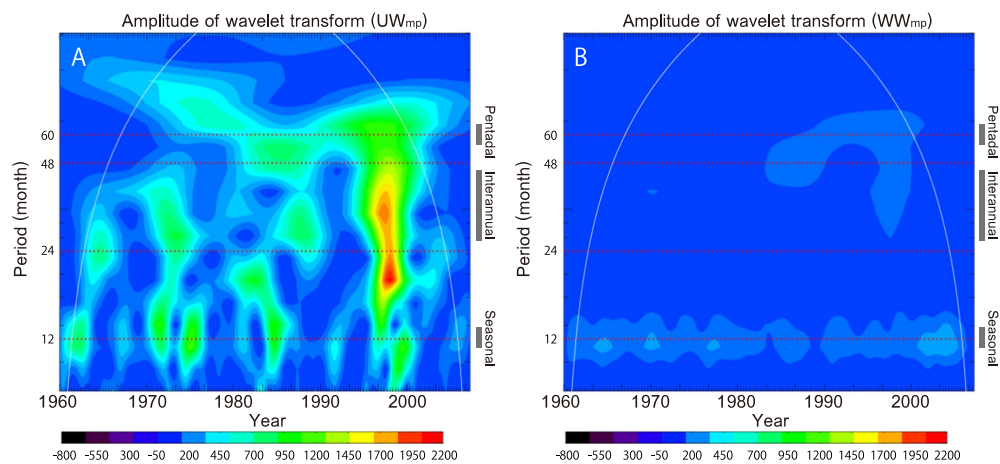 Amplitude of wavelet transform (UWmp)
A
Period (month)
60
48
24
12
Pentadal
Interannual
Seasonal
1960 1970 1980 1990 2000
Year
-800 -550 -300 -50 200 450 700 950 1200 1450 1700 1950 2200
Amplitude of wavelet transform (WWmp)
B
Period (month)
60
48
24
12
Pentadal
Interannual
Seasonal
1960 1970 1980 1990 2000
Year
-800 -550 -300 -50 200 450 700 950 1200 1450 1700 1950 2200